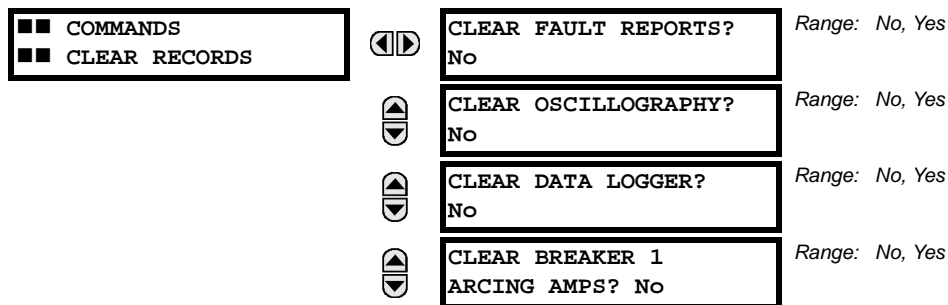 ■■ COMMANDS
■■ CLEAR RECORDS
CLEAR FAULT REPORTS?
No
Range: No, Yes
CLEAR OSCILLOGRAPHY?
No
Range: No, Yes
CLEAR DATA LOGGER?
No
Range: No, Yes
CLEAR BREAKER 1
ARCING AMPS? No
Range: No, Yes